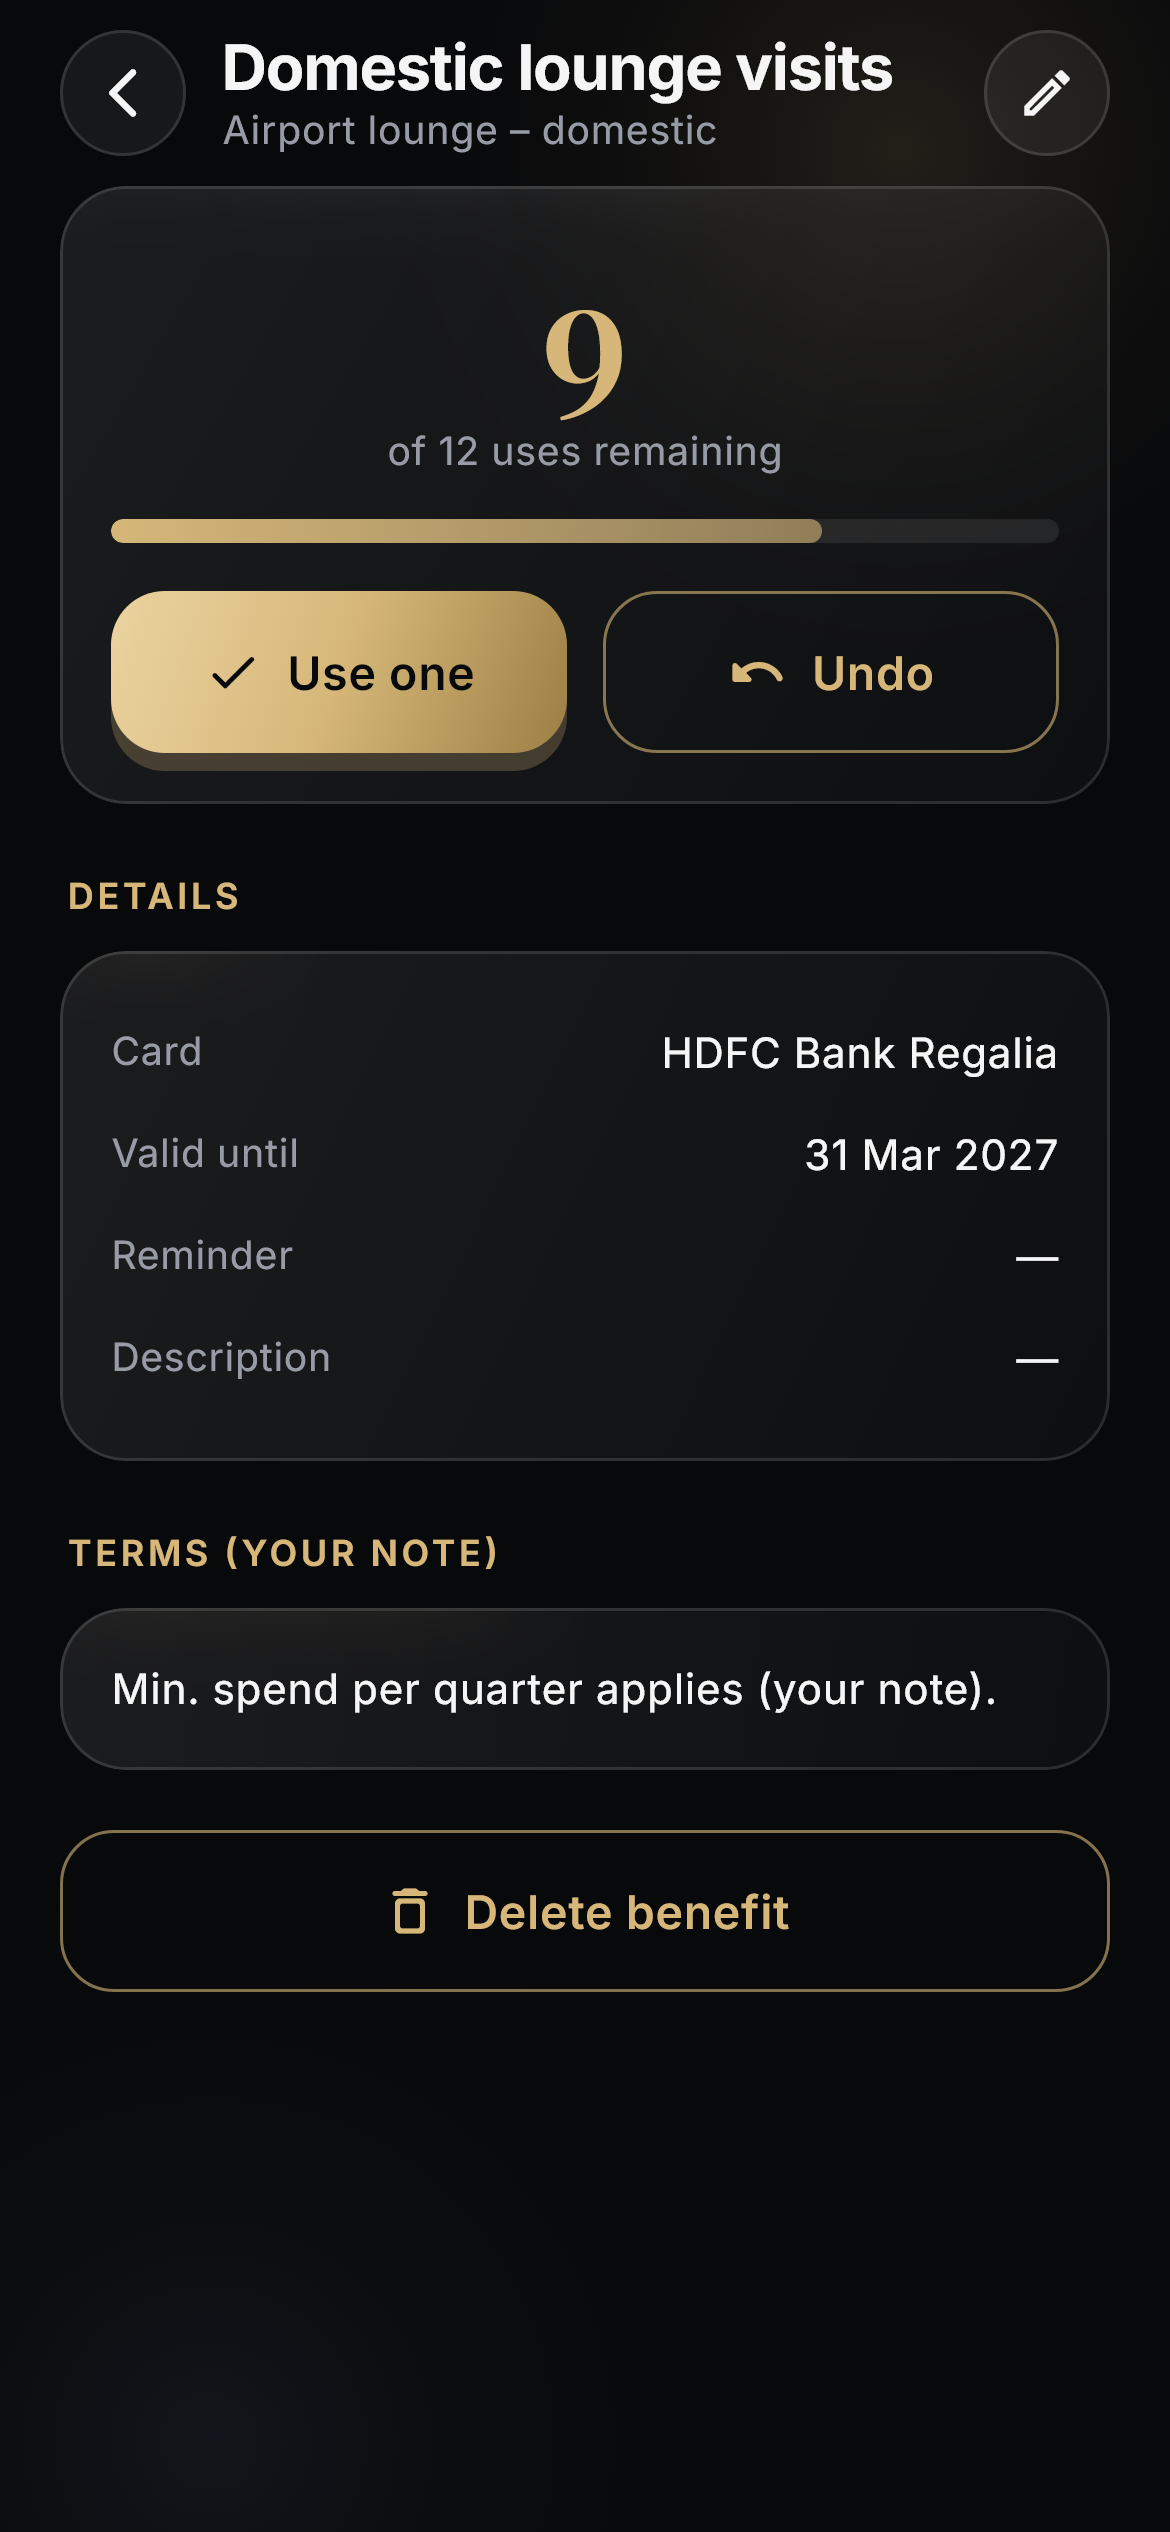 Domestic lounge visits
Airport lounge – domestic
9
of 12 uses remaining
Use one
Undo
DETAILS
Card
HDFC Bank Regalia
Valid until
31 Mar 2027
Reminder
—
Description
—
TERMS (YOUR NOTE)
Min. spend per quarter applies (your note).
Delete benefit